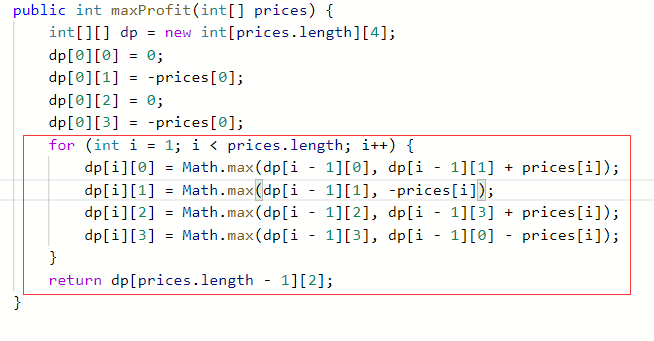 public int maxProfit(int[] prices) {
    int[][] dp = new int[prices.length][4];
    dp[0][0] = 0;
    dp[0][1] = -prices[0];
    dp[0][2] = 0;
    dp[0][3] = -prices[0];
    for (int i = 1; i < prices.length; i++) {
        dp[i][0] = Math.max(dp[i - 1][0], dp[i - 1][1] + prices[i]);
        dp[i][1] = Math.max(dp[i - 1][1], -prices[i]);
        dp[i][2] = Math.max(dp[i - 1][2], dp[i - 1][3] + prices[i]);
        dp[i][3] = Math.max(dp[i - 1][3], dp[i - 1][0] - prices[i]);
    }
    return dp[prices.length - 1][2];
}